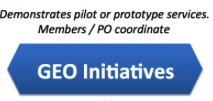 Demonstrates pilot or prototype services.
Members / PO coordinate
GEO Initiatives